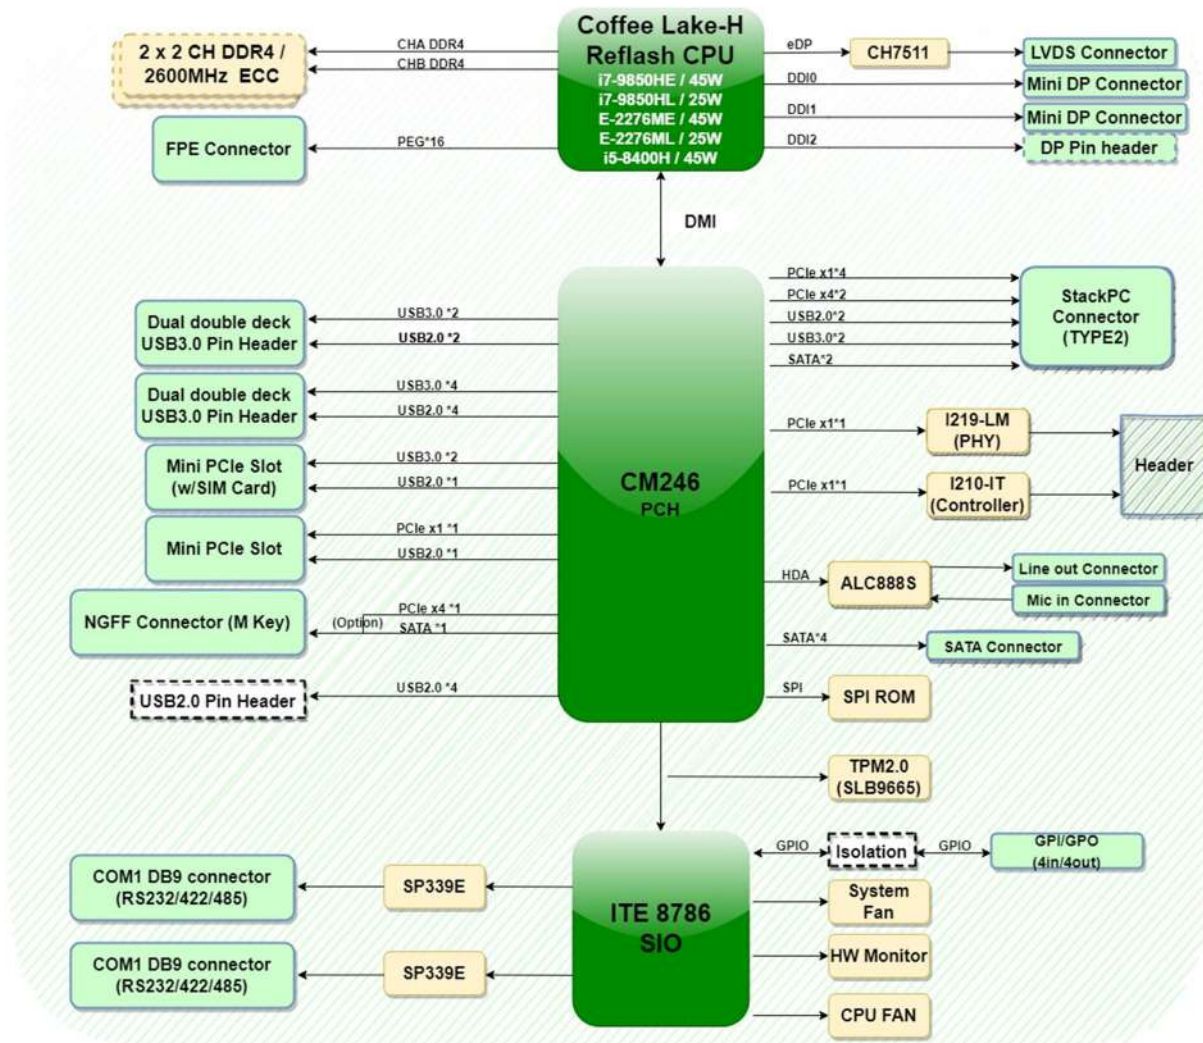 Coffee Lake-H
Reflash CPU
i7-9850HE / 45W
i7-9850HL / 25W
E-2276ME / 45W
E-2276ML / 25W
i5-8400H / 45W
2 x 2 CH DDR4 /
2600MHz ECC
CHA DDR4
CHB DDR4
FPE Connector
PEG*16
eDP
CH7511
LVDS Connector
DDI0
Mini DP Connector
DDI1
Mini DP Connector
DDI2
DP Pin header
DMI
CM246
PCH
Dual double deck
USB3.0 Pin Header
USB3.0 *2
USB2.0 *2
Dual double deck
USB3.0 Pin Header
USB3.0 *4
USB2.0 *4
Mini PCIe Slot
(w/SIM Card)
USB3.0 *2
USB2.0 *1
Mini PCIe Slot
PCIe x1 *1
USB2.0 *1
NGFF Connector (M Key)
(Option)
PCIe x4 *1
SATA *1
USB2.0 Pin Header
USB2.0 *4
PCIe x1*4
PCIe x4*2
USB2.0*2
USB3.0*2
SATA*2
StackPC
Connector
(TYPE2)
PCIe x1*1
I219-LM
(PHY)
PCIe x1*1
I210-IT
(Controller)
Header
HDA
ALC888S
Line out Connector
Mic in Connector
SATA*4
SATA Connector
SPI
SPI ROM
TPM2.0
(SLB9665)
ITE 8786
SIO
GPIO
Isolation
GPIO
GPI/GPO
(4in/4out)
System
Fan
HW Monitor
CPU FAN
COM1 DB9 connector
(RS232/422/485)
SP339E
COM1 DB9 connector
(RS232/422/485)
SP339E